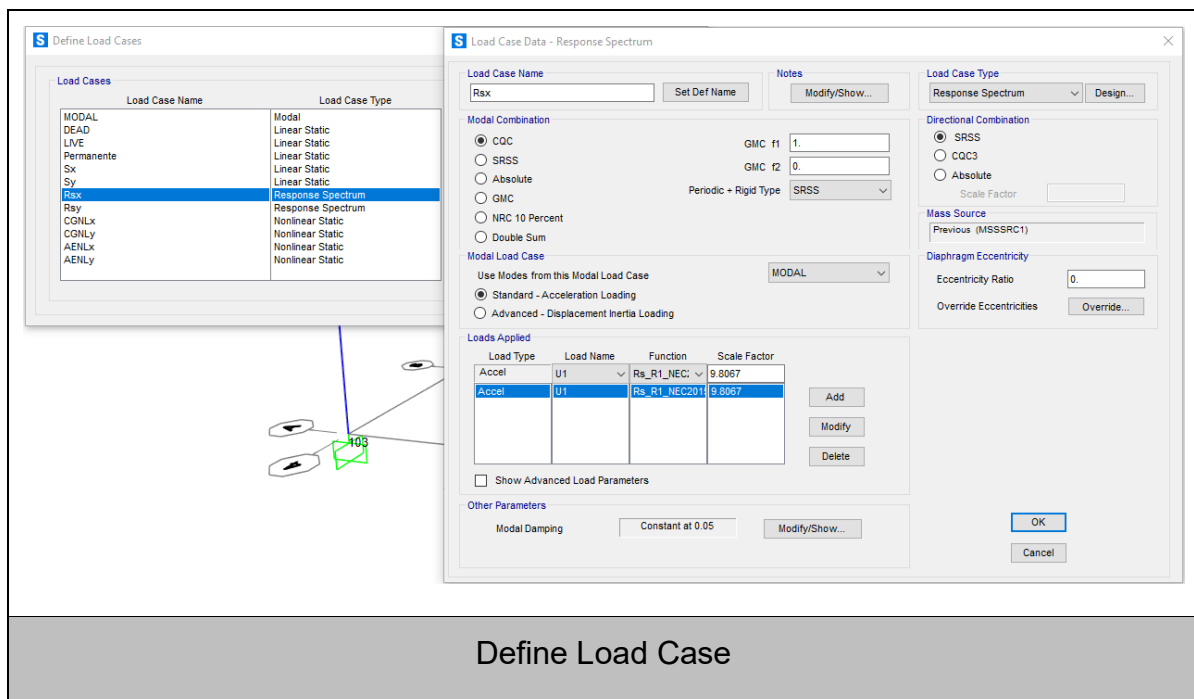 S Define Load Cases
Load Cases
Load Case Name Load Case Type
MODAL Modal
DEAD Linear Static
LIVE Linear Static
Permanente Linear Static
Sx Linear Static
Sy Linear Static
Rsx Response Spectrum
Rsy Response Spectrum
CGNLx Nonlinear Static
CGNLy Nonlinear Static
AENLx Nonlinear Static
AENLy Nonlinear Static
103
S Load Case Data - Response Spectrum
Load Case Name
Rsx Set Def Name
Notes
Modify/Show...
Load Case Type
Response Spectrum Design...
Modal Combination
CQC
SRSS
Absolute
GMC
NRC 10 Percent
Double Sum
GMC f1 1.
GMC f2 0.
Periodic + Rigid Type SRSS
Directional Combination
SRSS
CQC3
Absolute
Scale Factor
Mass Source
Previous (MSSSRC1)
Modal Load Case
Use Modes from this Modal Load Case MODAL
Standard - Acceleration Loading
Advanced - Displacement Inertia Loading
Diaphragm Eccentricity
Eccentricity Ratio 0.
Override Eccentricities Override...
Loads Applied
Load Type Load Name Function Scale Factor
Accel U1 Rs_R1_NEC2 9.8067
Accel U1 Rs_R1_NEC201 9.8067
Add
Modify
Delete
Show Advanced Load Parameters
Other Parameters
Modal Damping Constant at 0.05 Modify/Show...
OK
Cancel
Define Load Case